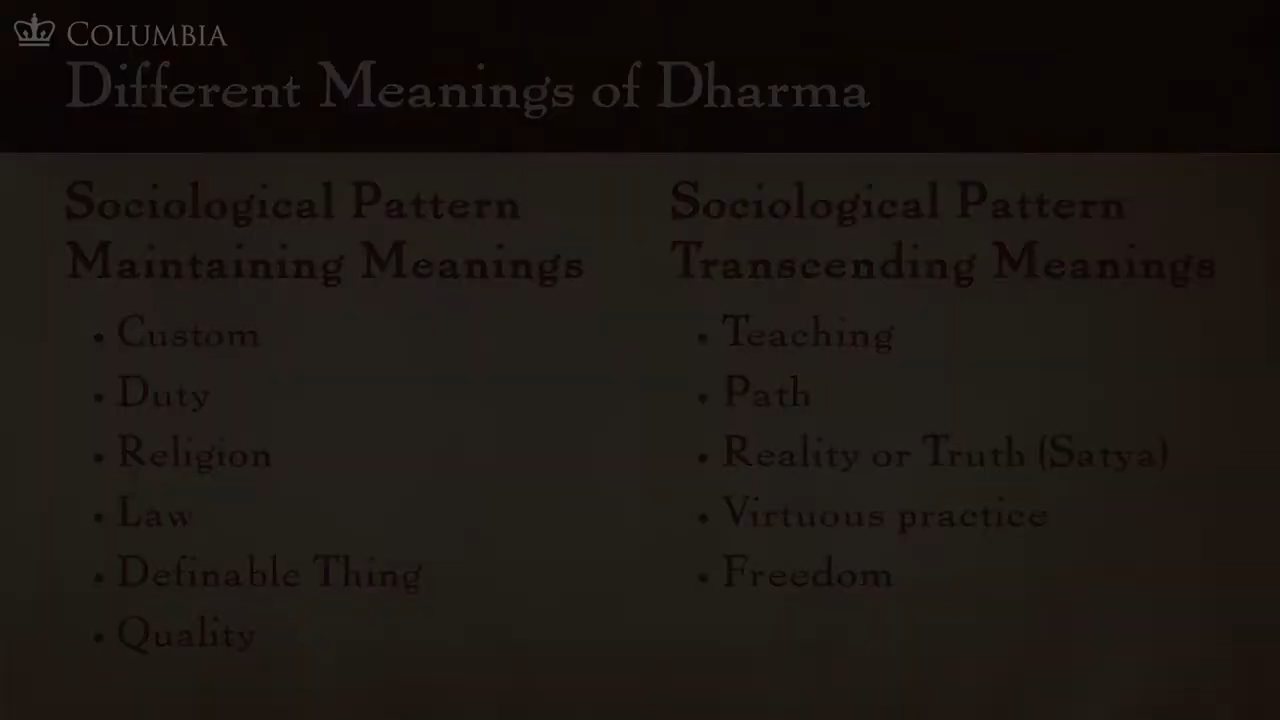 COLUMBIA
Different Meanings of Dharma
Sociological Pattern
Maintaining Meanings
• Custom
• Duty
• Religion
• Law
• Definable Thing
• Quality
Sociological Pattern
Transcending Meanings
• Teaching
• Path
• Reality or Truth (Satya)
• Virtuous practice
• Freedom